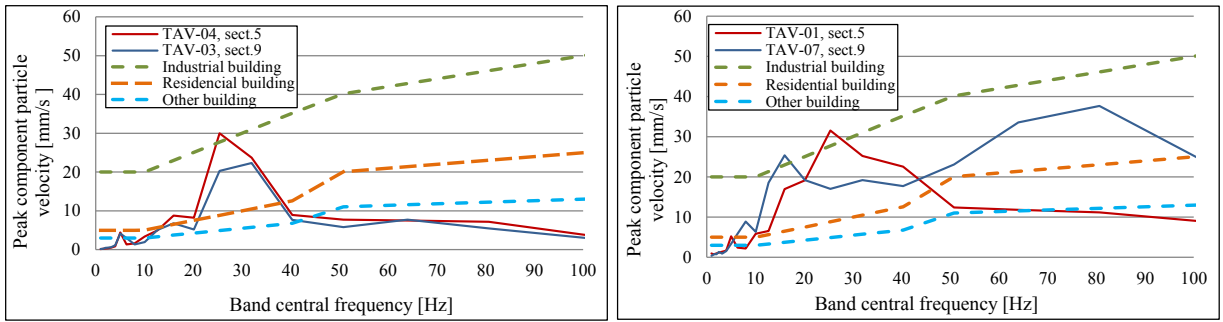 Peak component particle
velocity [mm/s]
60
50
40
30
20
10
0
TAV-04, sect.5
TAV-03, sect.9
Industrial building
Residencial building
Other building
0 10 20 30 40 50 60 70 80 90 100
Band central frequency [Hz]
Peak component particle
velocity [mm/s]
60
50
40
30
20
10
0
TAV-01, sect.5
TAV-07, sect.9
Industrial building
Residential building
Other building
0 10 20 30 40 50 60 70 80 90 100
Band central frequency [Hz]